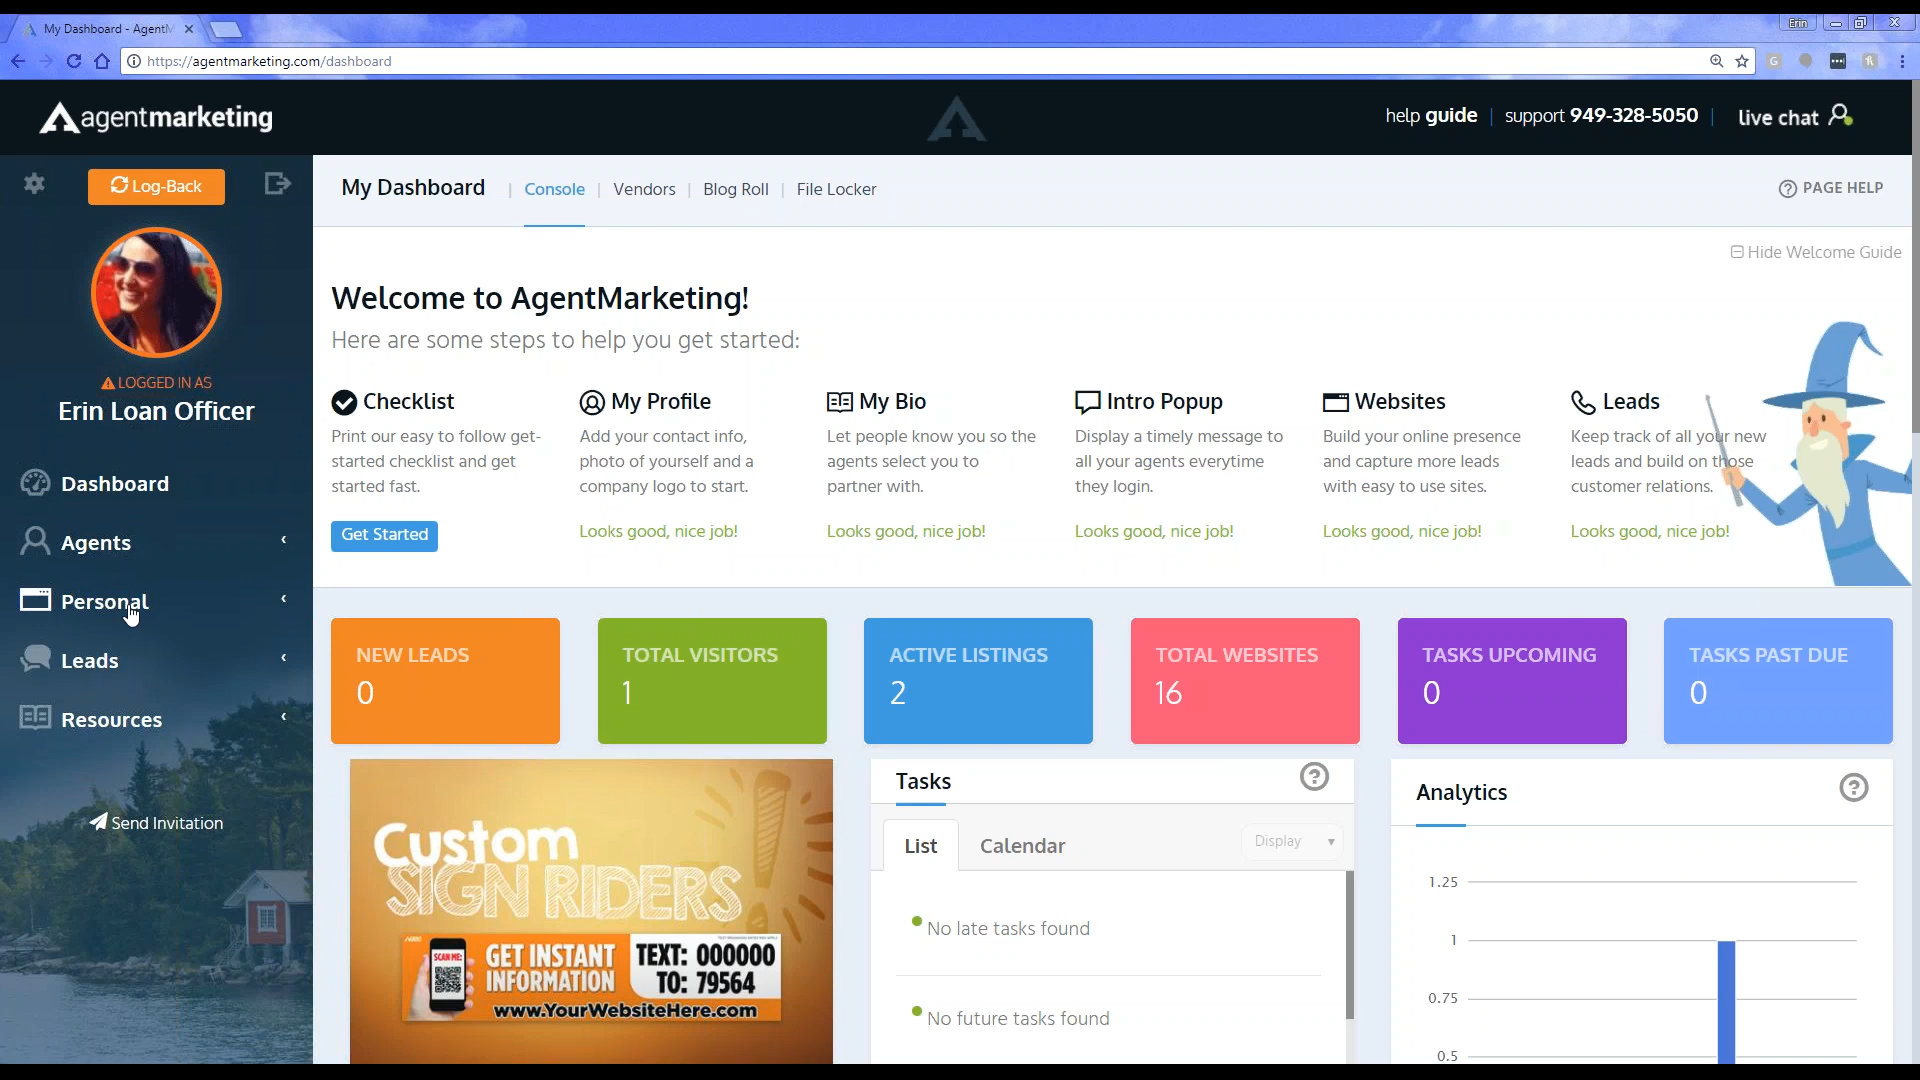 My Dashboard - AgentM
Erin
https://agentmarketing.com/dashboard
agentmarketing
help guide
support 949-328-5050
live chat
Log-Back
LOGGED IN AS
Erin Loan Officer
Dashboard
Agents
Personal
Leads
Resources
Send Invitation
My Dashboard
Console
Vendors
Blog Roll
File Locker
PAGE HELP
Hide Welcome Guide
Welcome to AgentMarketing!
Here are some steps to help you get started:
Checklist
Print our easy to follow get-
started checklist and get
started fast.
Get Started
My Profile
Add your contact info,
photo of yourself and a
company logo to start.
Looks good, nice job!
My Bio
Let people know you so the
agents select you to
partner with.
Looks good, nice job!
Intro Popup
Display a timely message to
all your agents everytime
they login.
Looks good, nice job!
Websites
Build your online presence
and capture more leads
with easy to use sites.
Looks good, nice job!
Leads
Keep track of all your new
leads and build on those
customer relations.
Looks good, nice job!
NEW LEADS
0
TOTAL VISITORS
1
ACTIVE LISTINGS
2
TOTAL WEBSITES
16
TASKS UPCOMING
0
TASKS PAST DUE
0
Custom
SIGN RIDERS
SCAN ME:
GET INSTANT
INFORMATION
TEXT: 000000
TO: 79564
www.YourWebsiteHere.com
Tasks
List
Calendar
Display
No late tasks found
No future tasks found
Analytics
1.25
1
0.75
0.5